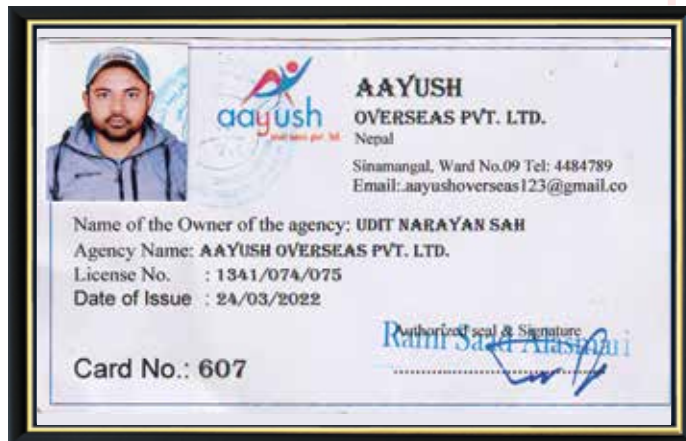 aayush
AAYUSH
OVERSEAS PVT. LTD.
Nepal
Sinamangal, Ward No.09 Tel: 4484789
Email:.aayushoverseas123@gmail.co
Name of the Owner of the agency: UDIT NARAYAN SAH
Agency Name: AAYUSH OVERSEAS PVT. LTD.
License No. : 1341/074/075
Date of Issue : 24/03/2022
Authorized seal & Signature
Card No.: 607